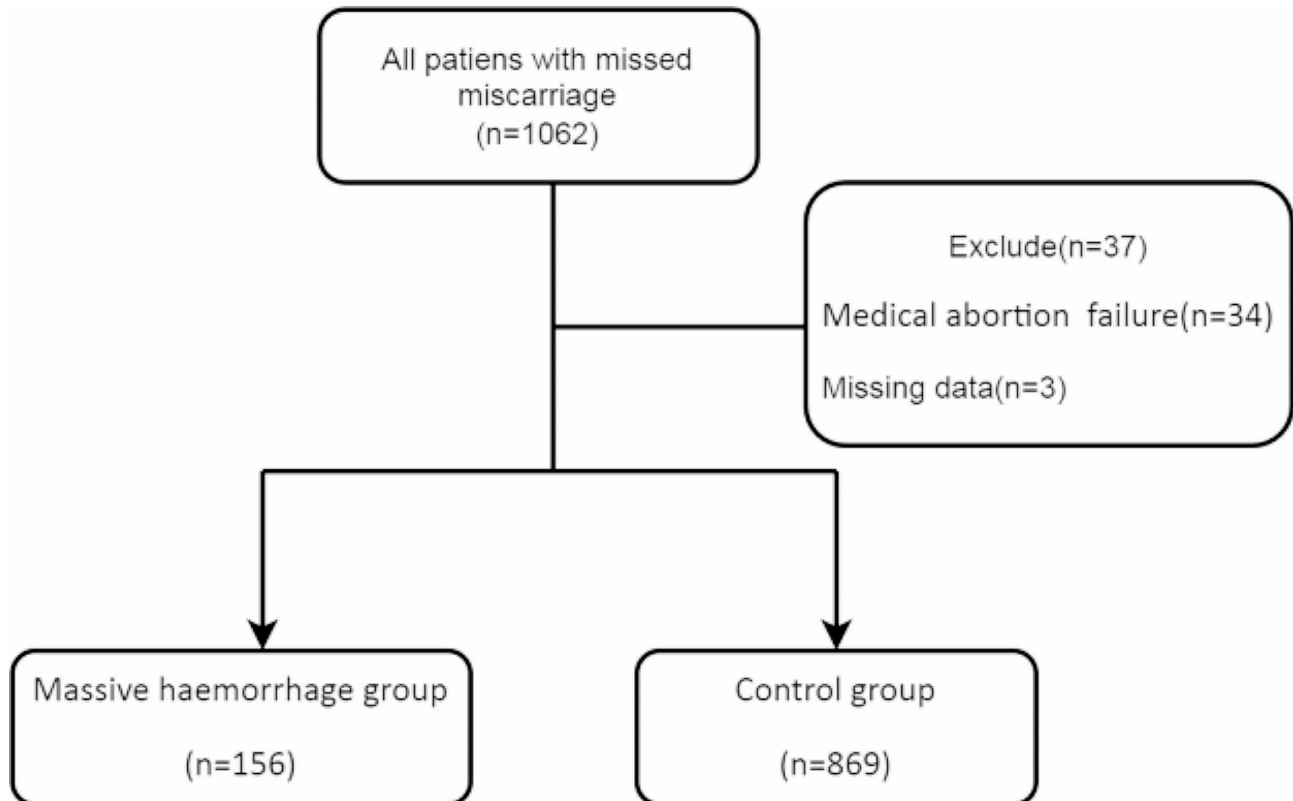 All patiens with missed
miscarriage
(n=1062)
Exclude(n=37)
Medical abortion failure(n=34)
Missing data(n=3)
Massive haemorrhage group
(n=156)
Control group
(n=869)